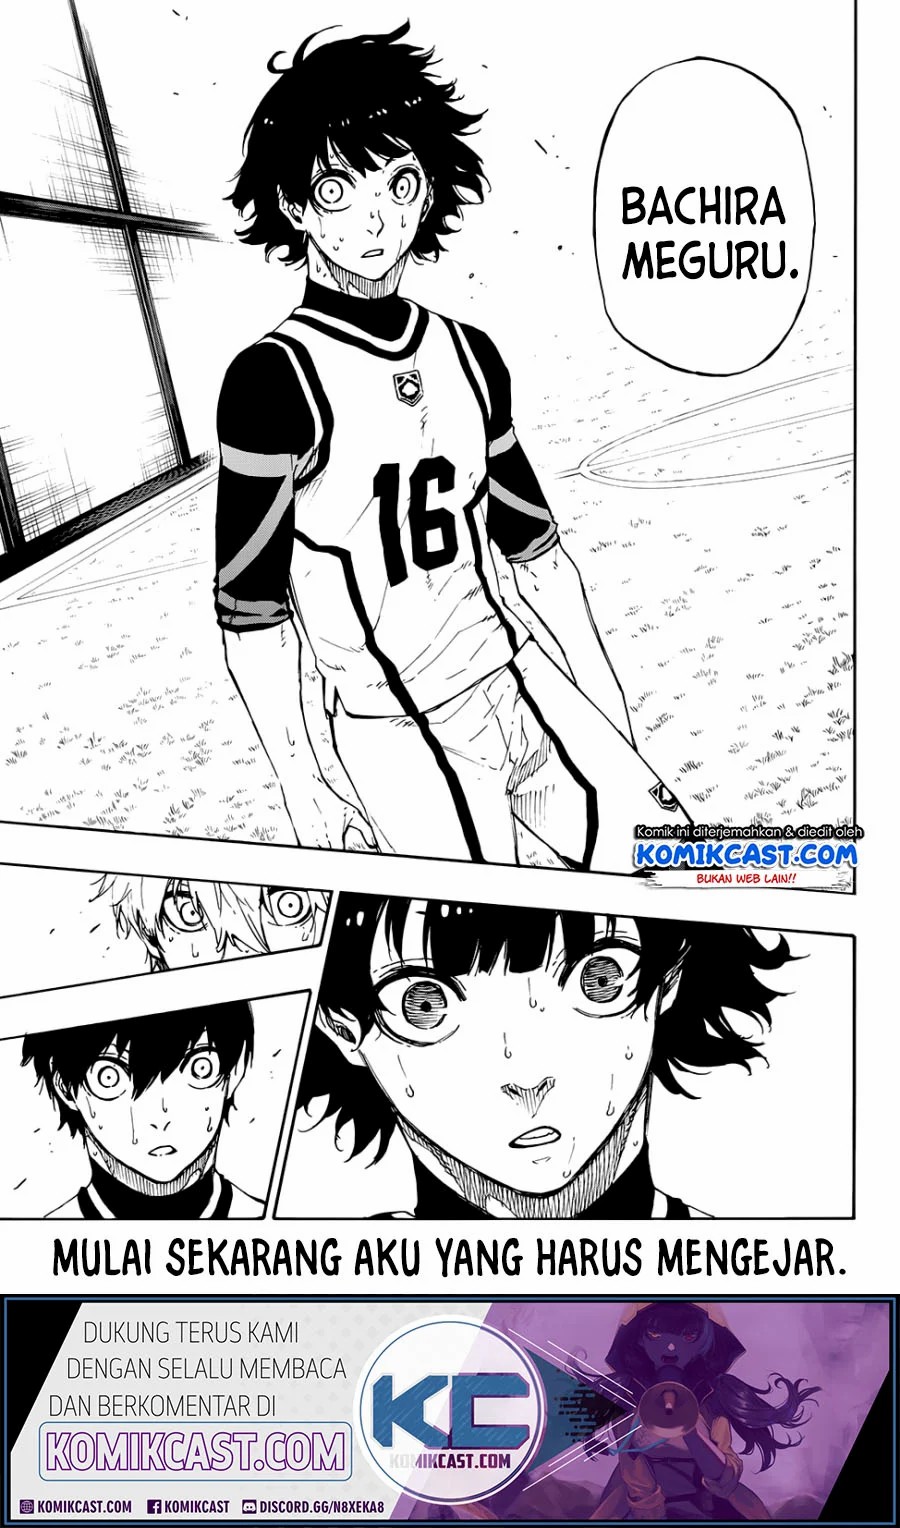 BACHIRA
MEGURU.
16
Komik ini diterjemahkan & diedit oleh
KOMIKCAST.COM
BUKAN WEB LAIN!!
MULAI SEKARANG AKU YANG HARUS MENGEJAR.
DUKUNG TERUS KAMI
DENGAN SELALU MEMBACA
DAN BERKOMENTAR DI
KOMIKCAST.COM
KOMIKCAST.COM KOMIKCAST DISCORD.GG/N8XEKA8
KC
KOMIKCAST.COM